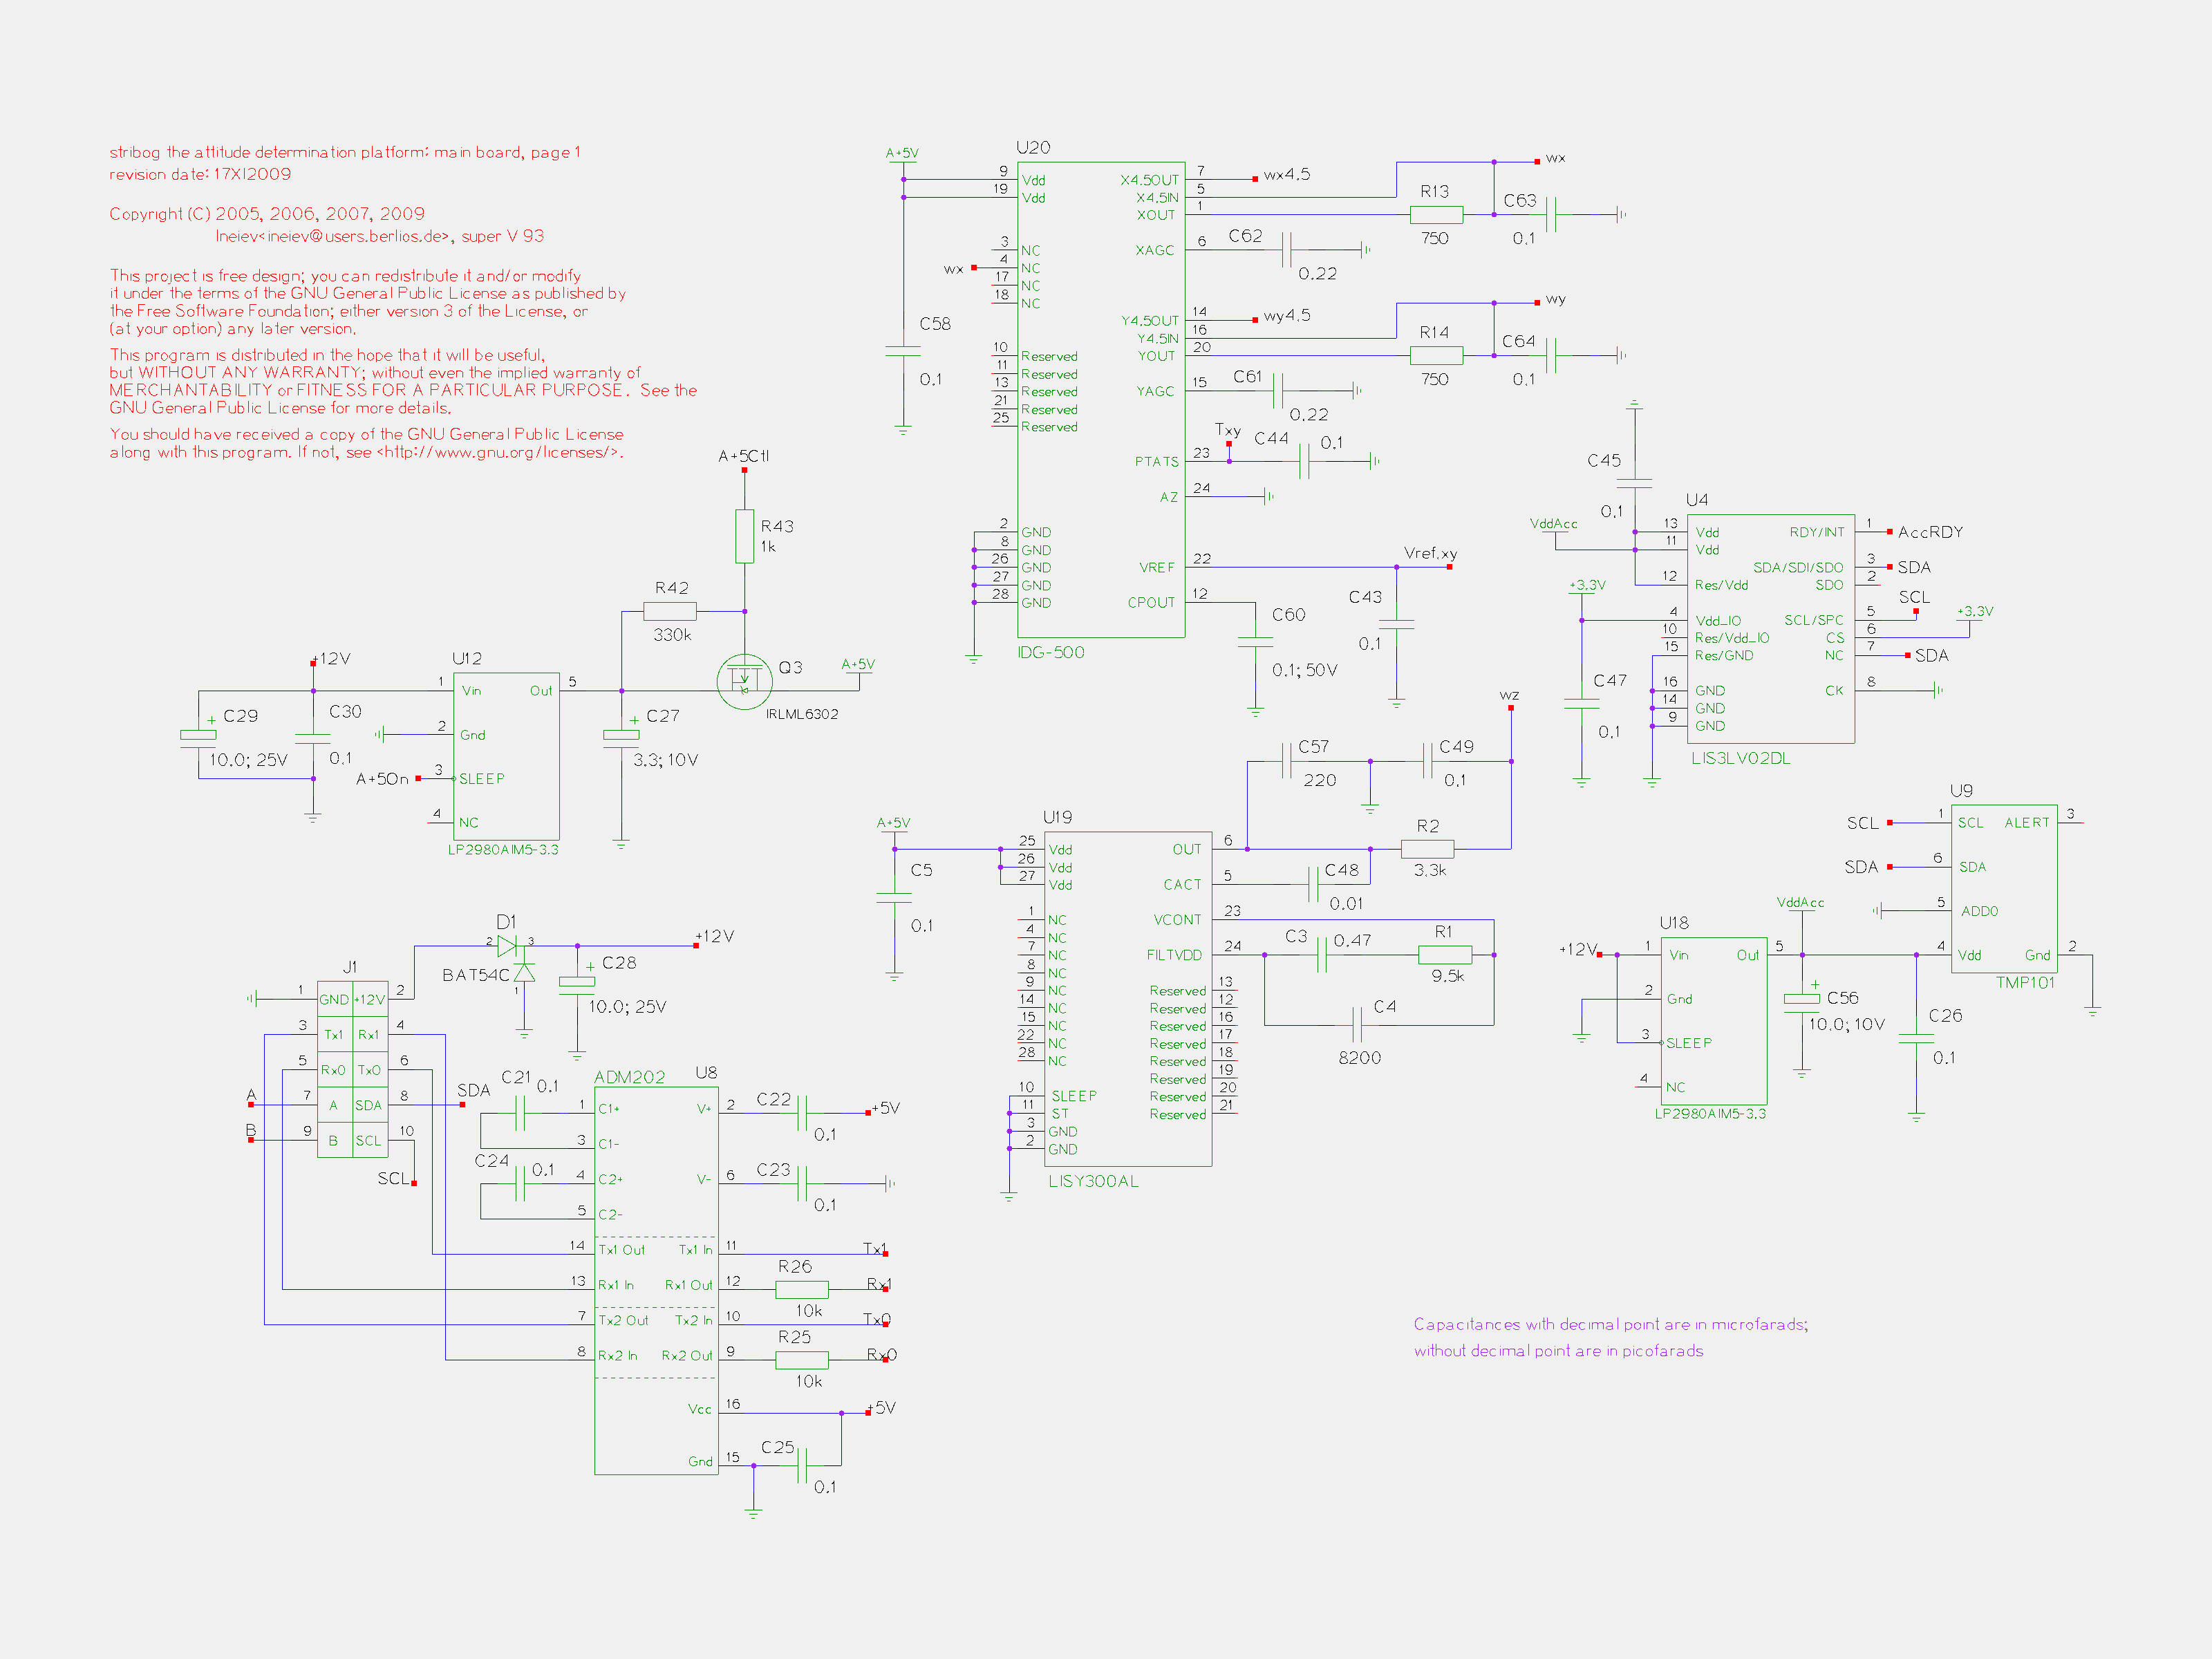 stribog the attitude determination platform: main board, page 1
revision date: 17XI2009
Copyright (C) 2005, 2006, 2007, 2009
Ineiev<ineiev@users.berlios.de>, super V 93
This project is free design; you can redistribute it and/or modify
it under the terms of the GNU General Public License as published by
the Free Software Foundation; either version 3 of the License, or
(at your option) any later version.
This program is distributed in the hope that it will be useful,
but WITHOUT ANY WARRANTY; without even the implied warranty of
MERCHANTABILITY or FITNESS FOR A PARTICULAR PURPOSE. See the
GNU General Public License for more details.
You should have received a copy of the GNU General Public License
along with this program. If not, see <http://www.gnu.org/licenses/>.
A+5Ctl
R43
1k
R42
330k
Q3
IRLML6302
A+5V
+12V
U12
1 Vin Out 5
2 Gnd
A+5On 3 SLEEP
4 NC
LP2980AIM5-3.3
C29
10.0; 25V
C30
0.1
C27
3.3; 10V
A+5V
C58
0.1
U20
9 Vdd X4.5OUT 7 wx4.5
19 Vdd X4.5IN 5
XOUT 1
3 NC XAGC 6
wx 4 NC
17 NC
18 NC
Y4.5OUT 14 wy4.5
Y4.5IN 16
10 Reserved YOUT 20
11 Reserved
13 Reserved YAGC 15
21 Reserved
25 Reserved
PTATS 23
AZ 24
2 GND
8 GND
26 GND VREF 22
27 GND
28 GND CPOUT 12
IDG-500
wx
R13
750
C63
0.1
C62
0.22
wy
R14
750
C64
0.1
C61
0.22
Txy
C44
0.1
Vref.xy
C43
0.1
C60
0.1; 50V
C45
0.1
VddAcc
+3.3V
C47
0.1
U4
13 Vdd RDY/INT 1 AccRDY
11 Vdd
SDA/SDI/SDO 3 SDA
12 Res/Vdd SDO 2
SCL
4 Vdd_IO SCL/SPC 5
10 Res/Vdd_IO CS 6 +3.3V
15 Res/GND NC 7 SDA
16 GND CK 8
14 GND
9 GND
LIS3LV02DL
wz
C57
220
C49
0.1
R2
3.3k
C48
0.01
A+5V
C5
0.1
U19
25 Vdd OUT 6
26 Vdd
27 Vdd CACT 5
1 NC VCONT 23
4 NC
7 NC FILTVDD 24
8 NC
9 NC Reserved 13
14 NC Reserved 12
15 NC Reserved 16
22 NC Reserved 17
28 NC Reserved 18
Reserved 19
10 SLEEP Reserved 20
11 ST Reserved 21
3 GND
2 GND
LISY300AL
C3
0.47
R1
9.5k
C4
8200
U9
SCL 1 SCL ALERT 3
SDA 6 SDA
5 ADD0
4 Vdd Gnd 2
TMP101
VddAcc
U18
+12V 1 Vin Out 5
2 Gnd
3 SLEEP
4 NC
LP2980AIM5-3.3
C56
10.0; 10V
C26
0.1
D1
2 3
1
BAT54C
+12V
C28
10.0; 25V
J1
1 GND +12V 2
3 Tx1 Rx1 4
5 Rx0 Tx0 6
A 7 A SDA 8 SDA
B 9 B SCL 10
SCL
ADM202 U8
C21 0.1
C24 0.1
1 C1+ V+ 2
3 C1-
4 C2+ V- 6
5 C2-
14 Tx1 Out Tx1 In 11 Tx1
13 Rx1 In Rx1 Out 12 Rx1
7 Tx2 Out Tx2 In 10 Tx0
8 Rx2 In Rx2 Out 9 Rx0
Vcc 16 +5V
Gnd 15
C22
0.1
+5V
C23
0.1
R26
10k
R25
10k
C25
0.1
Capacitances with decimal point are in microfarads;
without decimal point are in picofarads